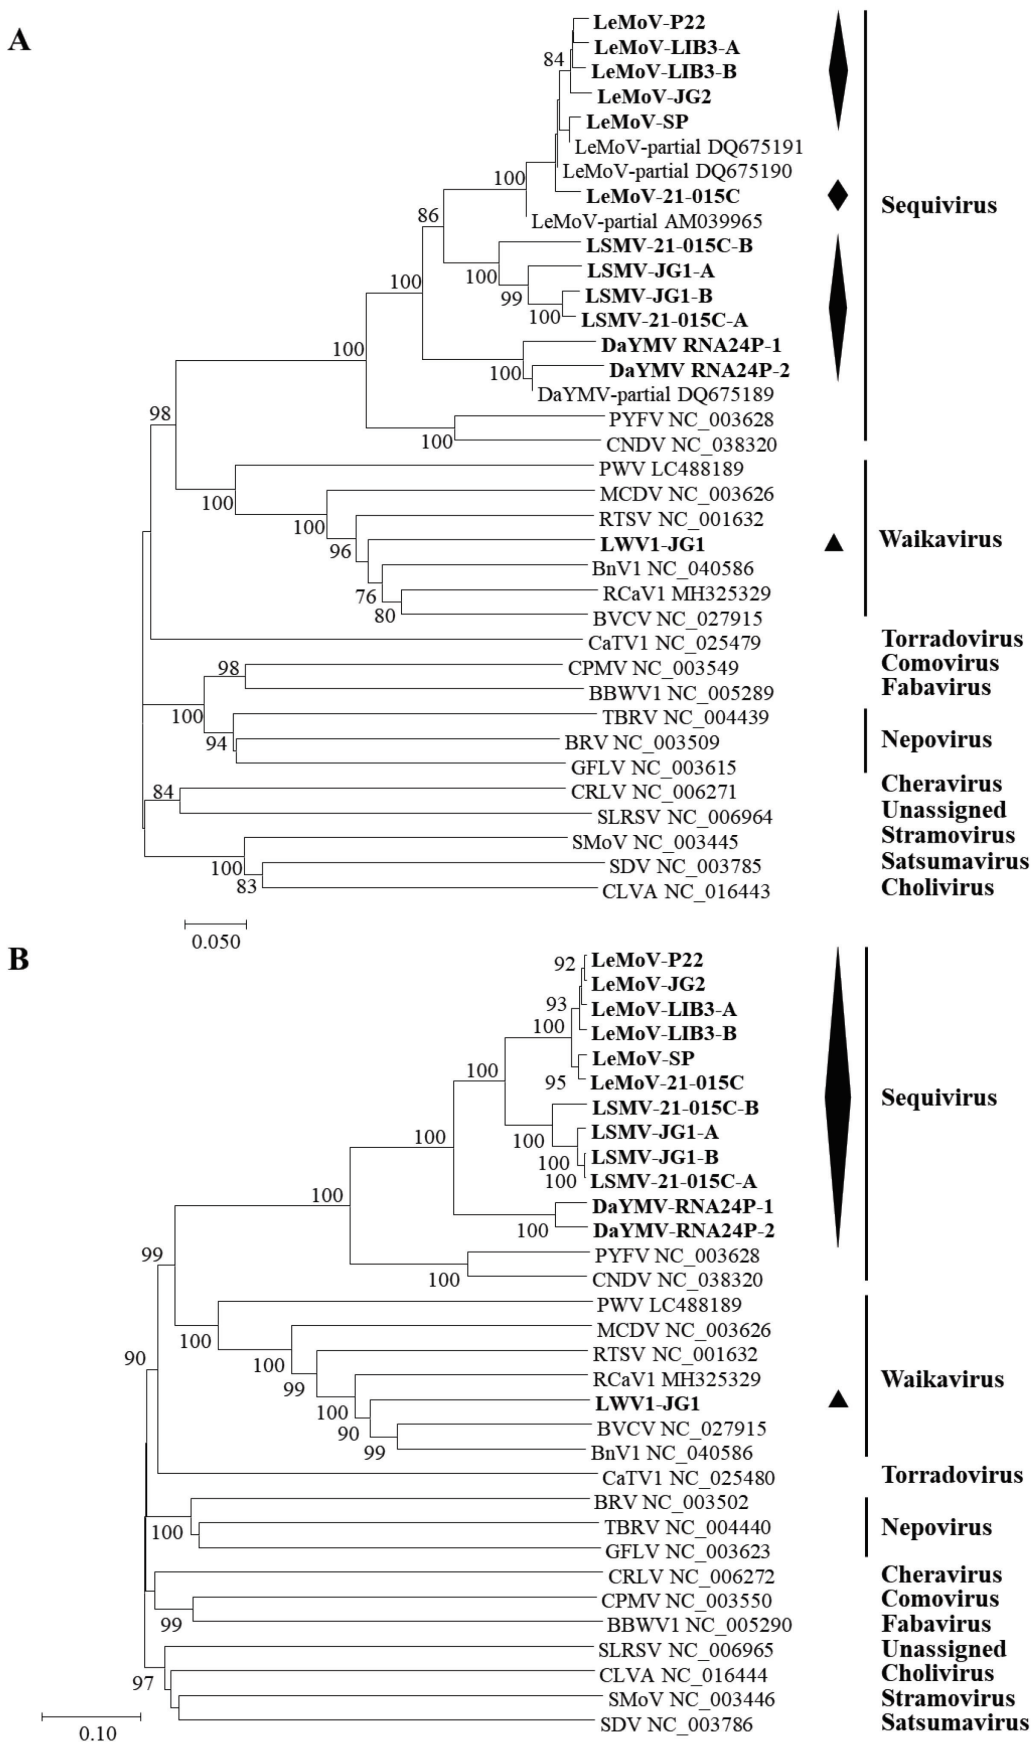 A
LeMoV-P22
LeMoV-LIB3-A
84
LeMoV-LIB3-B
LeMoV-JG2
LeMoV-SP
LeMoV-partial DQ675191
LeMoV-partial DQ675190
100
LeMoV-21-015C
Sequivirus
86
LeMoV-partial AM039965
LSMV-21-015C-B
100
LSMV-JG1-A
100
99
LSMV-JG1-B
100
LSMV-21-015C-A
100
DaYMV RNA24P-1
100
DaYMV RNA24P-2
DaYMV-partial DQ675189
98
PYFV NC_003628
100
CNDV NC_038320
PWV LC488189
100
MCDV NC_003626
100
RTSV NC_001632
96
LWV1-JG1
Waikavirus
BnV1 NC_040586
76
RCaV1 MH325329
80
BVCV NC_027915
CaTV1 NC_025479
Torradovirus
98
CPMV NC_003549
Comovirus
BBWV1 NC_005289
Fabavirus
100
TBRV NC_004439
94
BRV NC_003509
Nepovirus
GFLV NC_003615
84
CRLV NC_006271
Cheravirus
SLRSV NC_006964
Unassigned
SMoV NC_003445
Stramovirus
100
SDV NC_003785
Satsumavirus
83
CLVA NC_016443
Cholivirus
0.050
B
92
LeMoV-P22
LeMoV-JG2
93
LeMoV-LIB3-A
100
LeMoV-LIB3-B
LeMoV-SP
100
95
LeMoV-21-015C
Sequivirus
LSMV-21-015C-B
100
LSMV-JG1-A
100
100
LSMV-JG1-B
100
LSMV-21-015C-A
100
DaYMV-RNA24P-1
100
DaYMV-RNA24P-2
99
PYFV NC_003628
100
CNDV NC_038320
PWV LC488189
100
MCDV NC_003626
90
100
RTSV NC_001632
99
RCaV1 MH325329
Waikavirus
100
LWV1-JG1
90
BVCV NC_027915
99
BnV1 NC_040586
CaTV1 NC_025480
Torradovirus
BRV NC_003502
100
TBRV NC_004440
Nepovirus
GFLV NC_003623
CRLV NC_006272
Cheravirus
CPMV NC_003550
Comovirus
99
BBWV1 NC_005290
Fabavirus
SLRSV NC_006965
Unassigned
97
CLVA NC_016444
Cholivirus
SMoV NC_003446
Stramovirus
SDV NC_003786
Satsumavirus
0.10